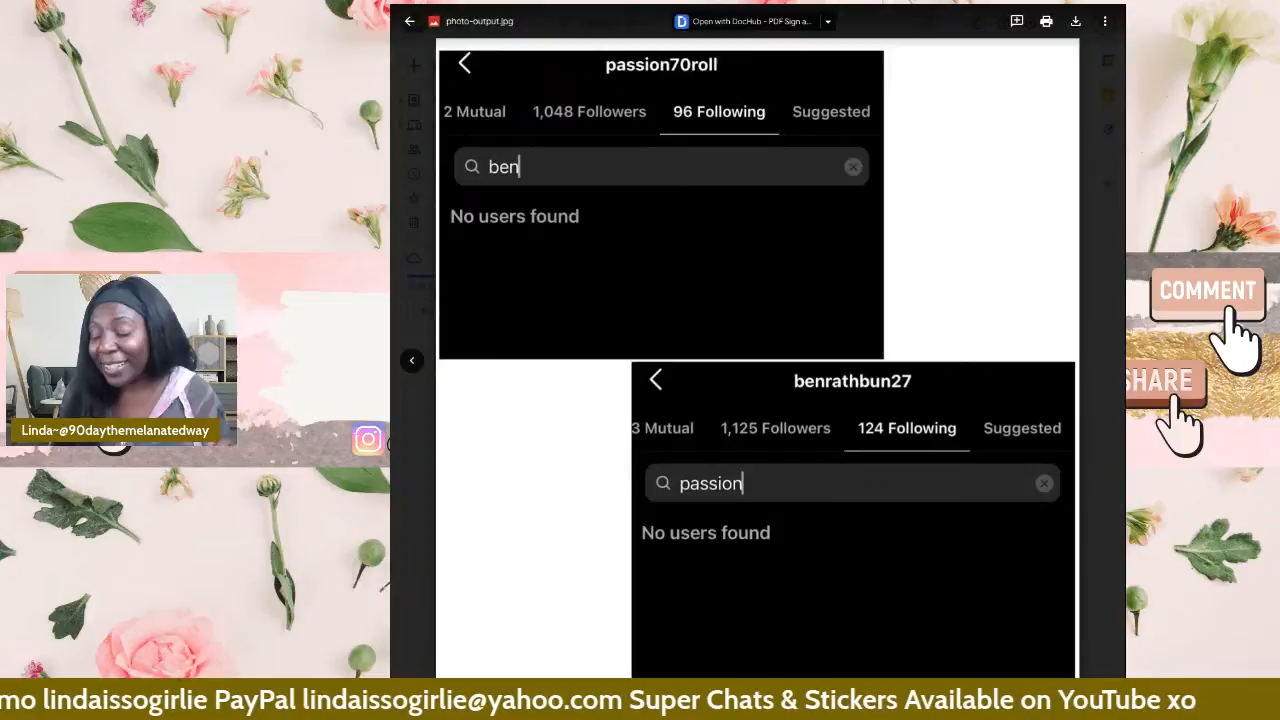 photo-output.jpg
Open with DocHub - PDF Sign a...
passion70roll
2 Mutual 1,048 Followers 96 Following Suggested
ben
No users found
benrathbun27
3 Mutual 1,125 Followers 124 Following Suggested
passion
No users found
Linda~@90daythemelanatedway
COMMENT
SHARE
mo lindaissogirlie PayPal lindaissogirlie@yahoo.com Super Chats & Stickers Available on YouTube xo